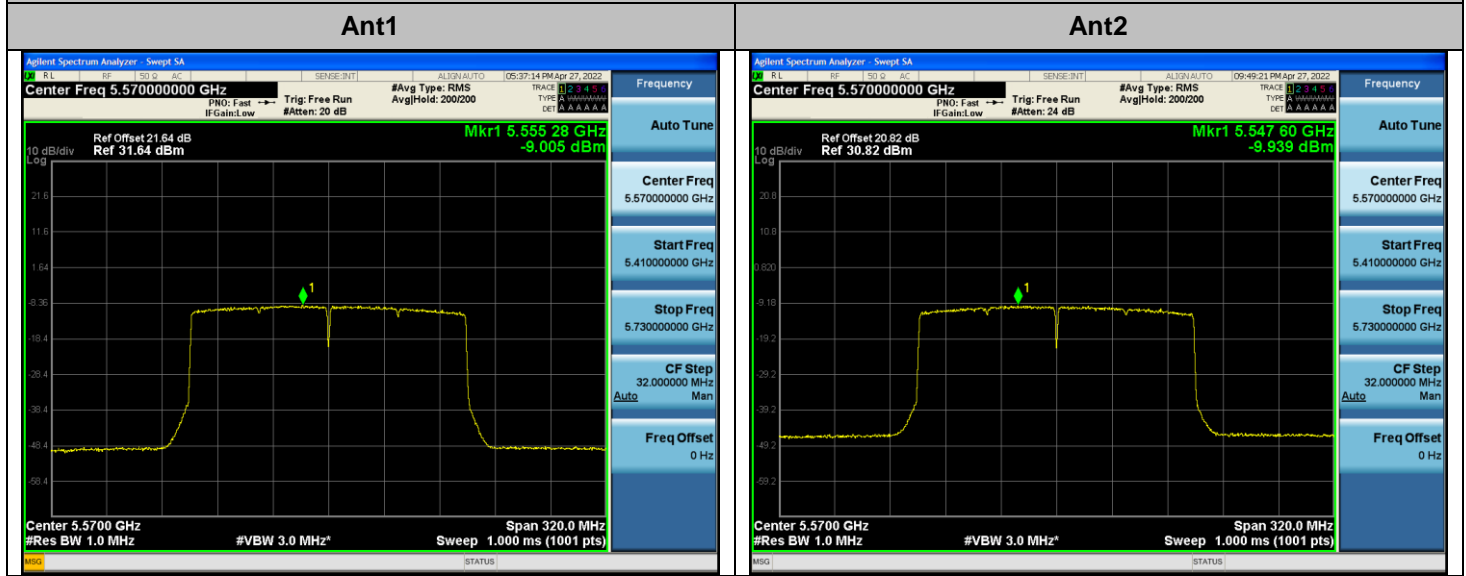 Ant1
Agilent Spectrum Analyzer - Swept SA
RL RF 50 Ω AC SENSE:INT ALIGN AUTO 05:37:14 PM Apr 27, 2022
Center Freq 5.570000000 GHz
PNO: Fast
IFGain:Low
Trig: Free Run
#Atten: 20 dB
#Avg Type: RMS
Avg|Hold: 200/200
TRACE 1 2 3 4 5 6
TYPE A
DET A A A A A A
Mkr1 5.555 28 GHz
-9.005 dBm
Ref Offset 21.64 dB
10 dB/div Ref 31.64 dBm
Log
21.6
11.6
1.64
-8.36
-18.4
-28.4
-38.4
-48.4
-58.4
1
Center 5.5700 GHz Span 320.0 MHz
#Res BW 1.0 MHz #VBW 3.0 MHz* Sweep 1.000 ms (1001 pts)
MSG STATUS
Frequency
Auto Tune
Center Freq
5.570000000 GHz
Start Freq
5.410000000 GHz
Stop Freq
5.730000000 GHz
CF Step
32.000000 MHz
Auto Man
Freq Offset
0 Hz
Ant2
Agilent Spectrum Analyzer - Swept SA
RL RF 50 Ω AC SENSE:INT ALIGN AUTO 09:49:21 PM Apr 27, 2022
Center Freq 5.570000000 GHz
PNO: Fast
IFGain:Low
Trig: Free Run
#Atten: 24 dB
#Avg Type: RMS
Avg|Hold: 200/200
TRACE 1 2 3 4 5 6
TYPE A
DET A A A A A A
Mkr1 5.547 60 GHz
-9.939 dBm
Ref Offset 20.82 dB
10 dB/div Ref 30.82 dBm
Log
20.8
10.8
0.820
-9.18
-19.2
-29.2
-39.2
-49.2
-59.2
1
Center 5.5700 GHz Span 320.0 MHz
#Res BW 1.0 MHz #VBW 3.0 MHz* Sweep 1.000 ms (1001 pts)
MSG STATUS
Frequency
Auto Tune
Center Freq
5.570000000 GHz
Start Freq
5.410000000 GHz
Stop Freq
5.730000000 GHz
CF Step
32.000000 MHz
Auto Man
Freq Offset
0 Hz